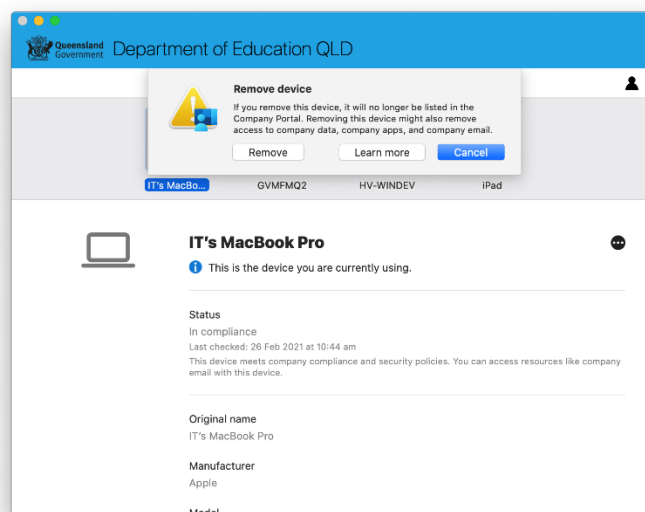 Queensland
Government
Department of Education QLD
Remove device
If you remove this device, it will no longer be listed in the
Company Portal. Removing this device might also remove
access to company data, company apps, and company email.
Remove Learn more Cancel
IT's MacBo... GVMFMQ2 HV-WINDEV iPad
IT's MacBook Pro
This is the device you are currently using.
Status
In compliance
Last checked: 26 Feb 2021 at 10:44 am
This device meets company compliance and security policies. You can access resources like company
email with this device.
Original name
IT's MacBook Pro
Manufacturer
Apple
Model